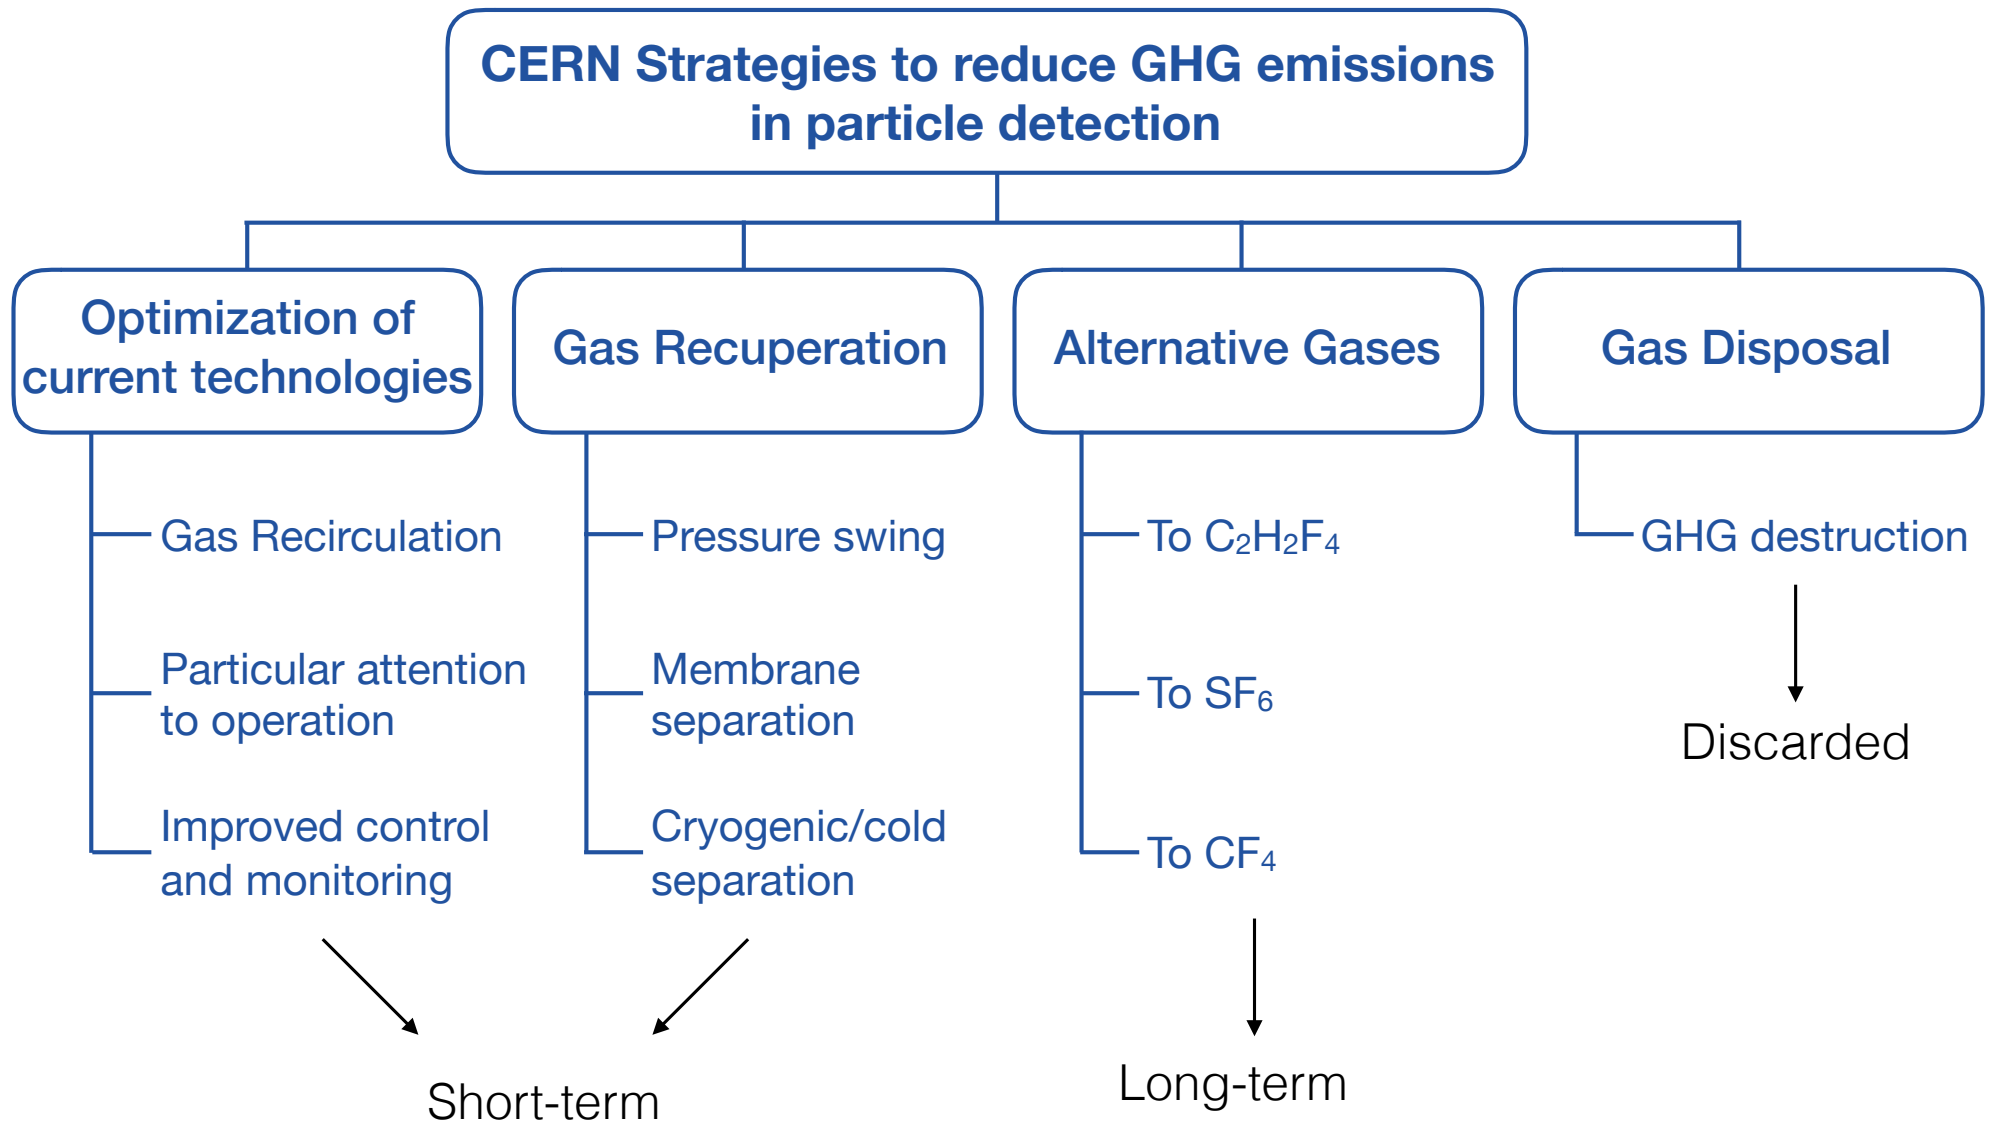 CERN Strategies to reduce GHG emissions
in particle detection
Optimization of
current technologies
Gas Recuperation
Alternative Gases
Gas Disposal
Gas Recirculation
Particular attention
to operation
Improved control
and monitoring
Pressure swing
Membrane
separation
Cryogenic/cold
separation
To C₂H₂F₄
To SF₆
To CF₄
GHG destruction
Discarded
Short-term
Long-term